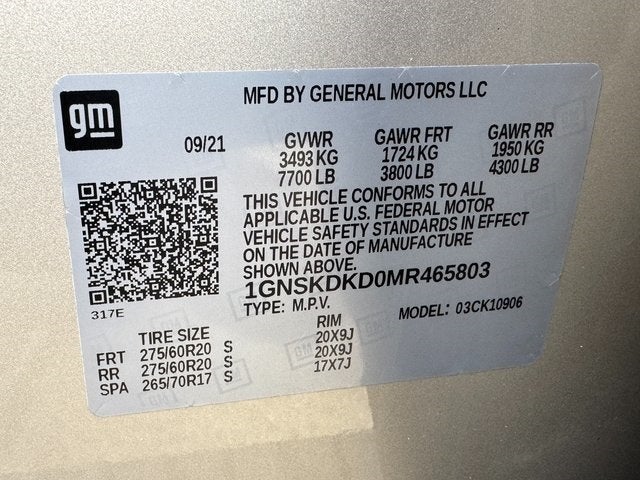 gm
MFD BY GENERAL MOTORS LLC
09/21 GVWR GAWR FRT GAWR RR
3493 KG 1724 KG 1950 KG
7700 LB 3800 LB 4300 LB
THIS VEHICLE CONFORMS TO ALL
APPLICABLE U.S. FEDERAL MOTOR
VEHICLE SAFETY STANDARDS IN EFFECT
ON THE DATE OF MANUFACTURE
SHOWN ABOVE.
1GNSKDKD0MR465803
317E
TYPE: M.P.V. MODEL: 03CK10906
TIRE SIZE RIM
FRT 275/60R20 S 20X9J
RR 275/60R20 S 20X9J
SPA 265/70R17 S 17X7J